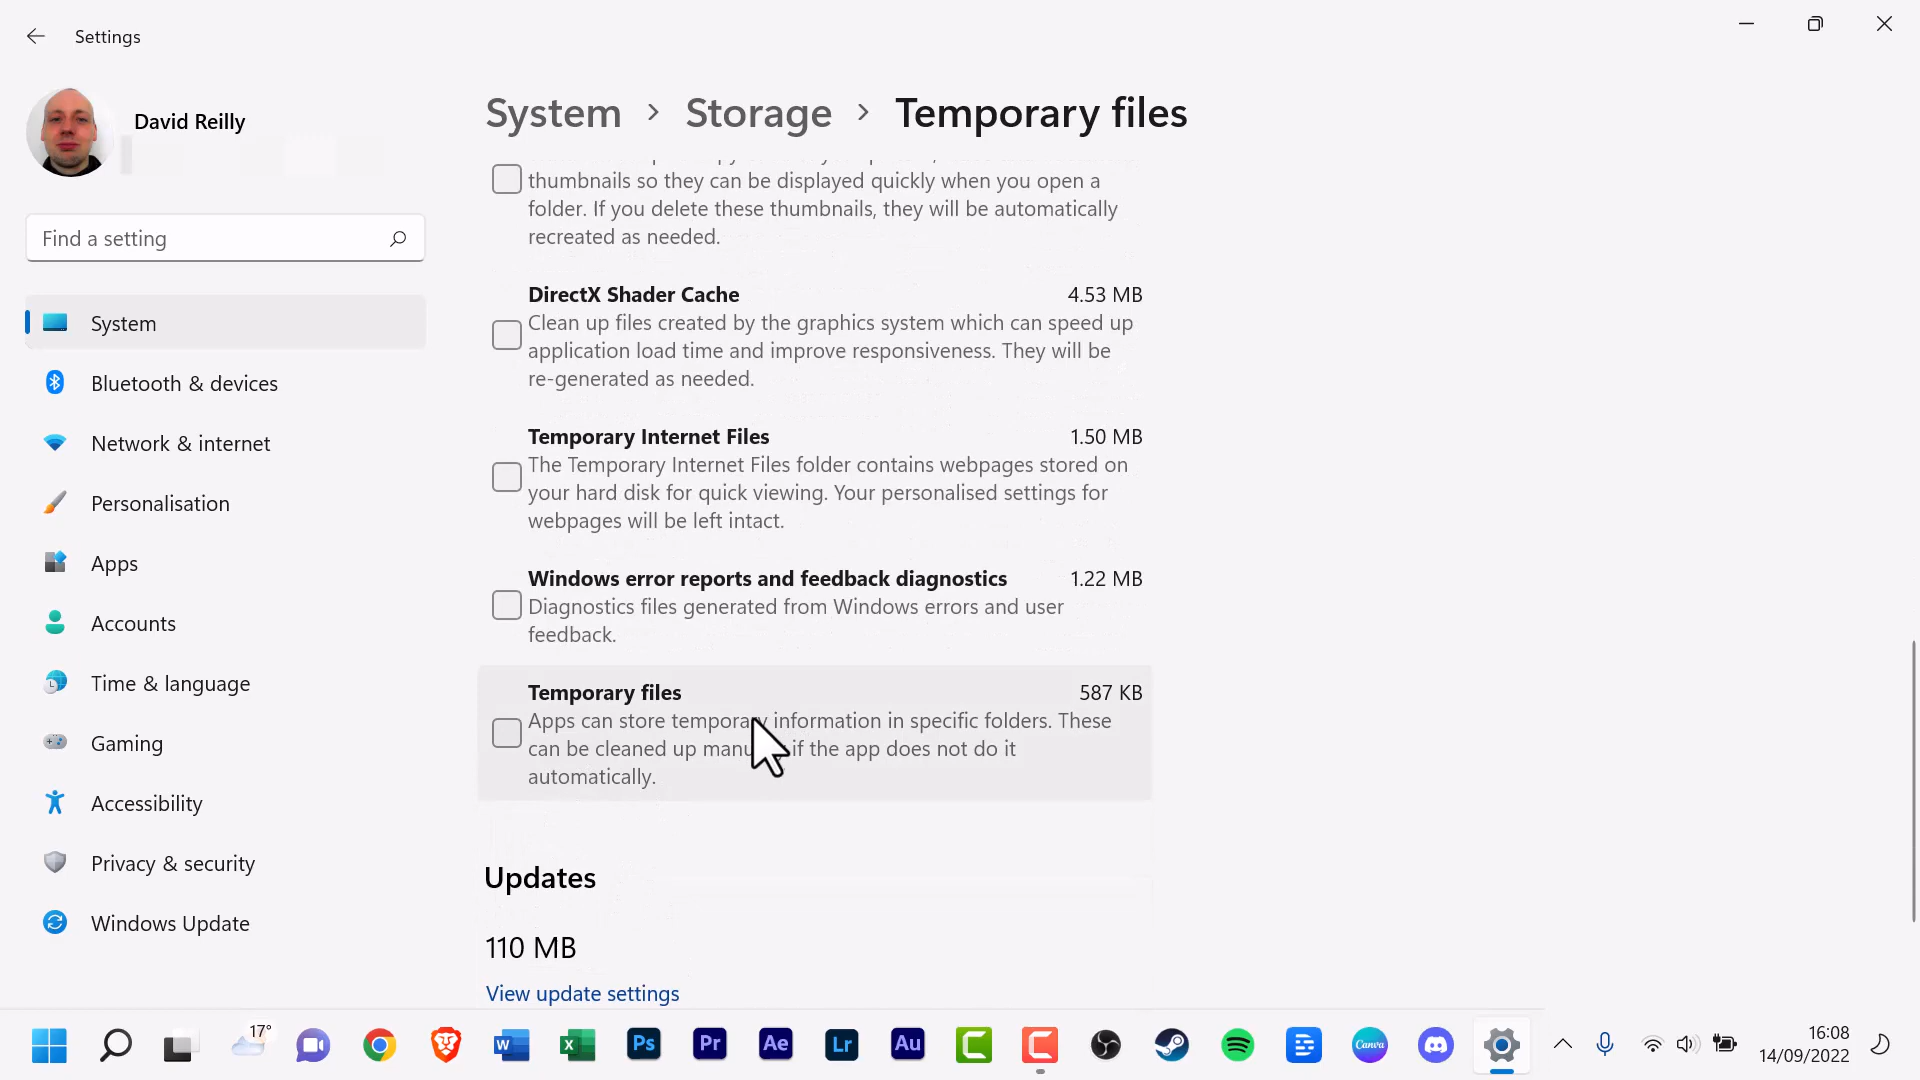 Settings
David Reilly
Find a setting
System
Bluetooth & devices
Network & internet
Personalisation
Apps
Accounts
Time & language
Gaming
Accessibility
Privacy & security
Windows Update
System > Storage > Temporary files
thumbnails so they can be displayed quickly when you open a
folder. If you delete these thumbnails, they will be automatically
recreated as needed.
DirectX Shader Cache 4.53 MB
Clean up files created by the graphics system which can speed up
application load time and improve responsiveness. They will be
re-generated as needed.
Temporary Internet Files 1.50 MB
The Temporary Internet Files folder contains webpages stored on
your hard disk for quick viewing. Your personalised settings for
webpages will be left intact.
Windows error reports and feedback diagnostics 1.22 MB
Diagnostics files generated from Windows errors and user
feedback.
Temporary files 587 KB
Apps can store temporary information in specific folders. These
can be cleaned up if the app does not do it
automatically.
Updates
110 MB
View update settings
17°
W
X
Ps
Pr
Ae
Lr
Au
Canva
16:08
14/09/2022